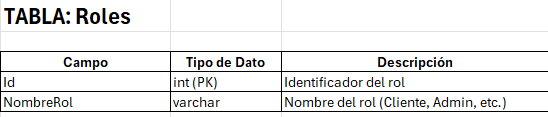 TABLA: Roles
Campo Tipo de Dato Descripción
Id int (PK) Identificador del rol
NombreRol varchar Nombre del rol (Cliente, Admin, etc.)